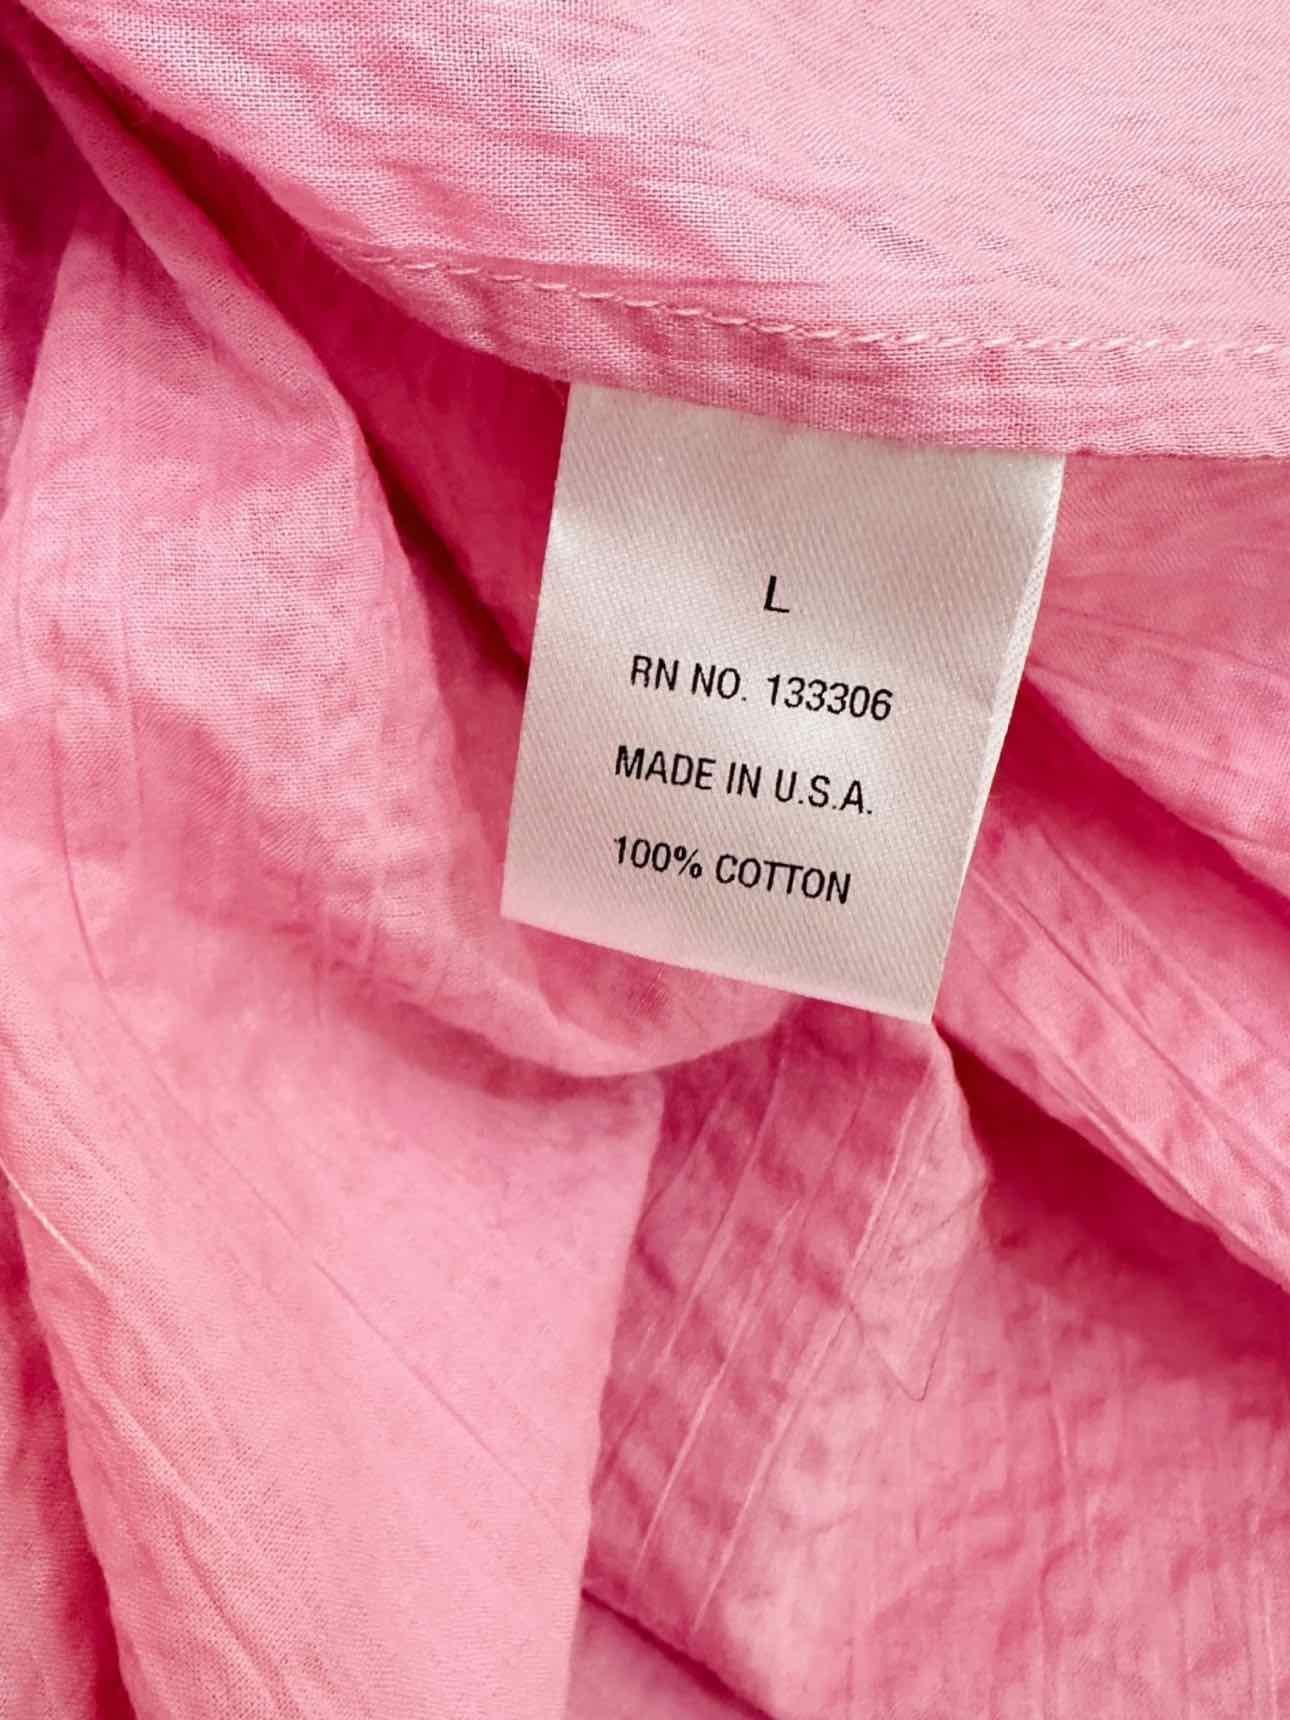 L
RN NO. 133306
MADE IN U.S.A.
100% COTTON